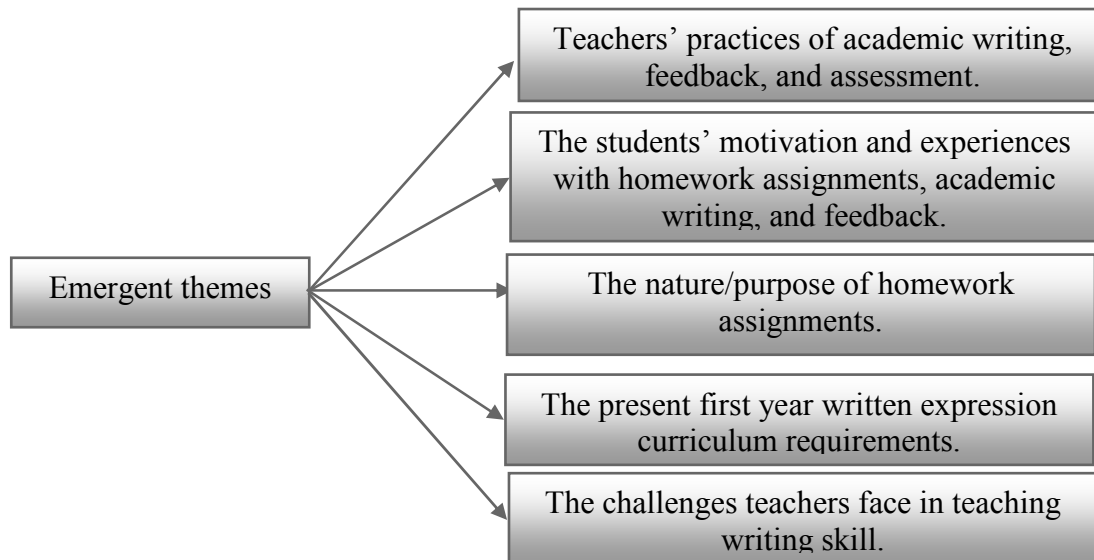 Teachers’ practices of academic writing,
feedback, and assessment.
The students’ motivation and experiences
with homework assignments, academic
writing, and feedback.
Emergent themes
The nature/purpose of homework
assignments.
The present first year written expression
curriculum requirements.
The challenges teachers face in teaching
writing skill.